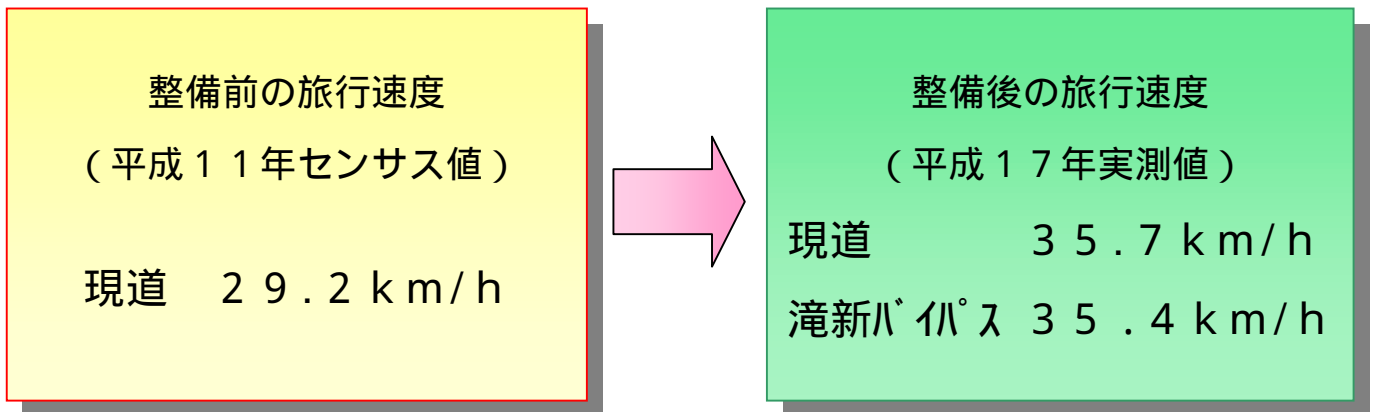 整備前の旅行速度
(平成11年センサス値)
現道 29.2km/h
整備後の旅行速度
(平成17年実測値)
現道 35.7km/h
滝新バイパス 35.4km/h